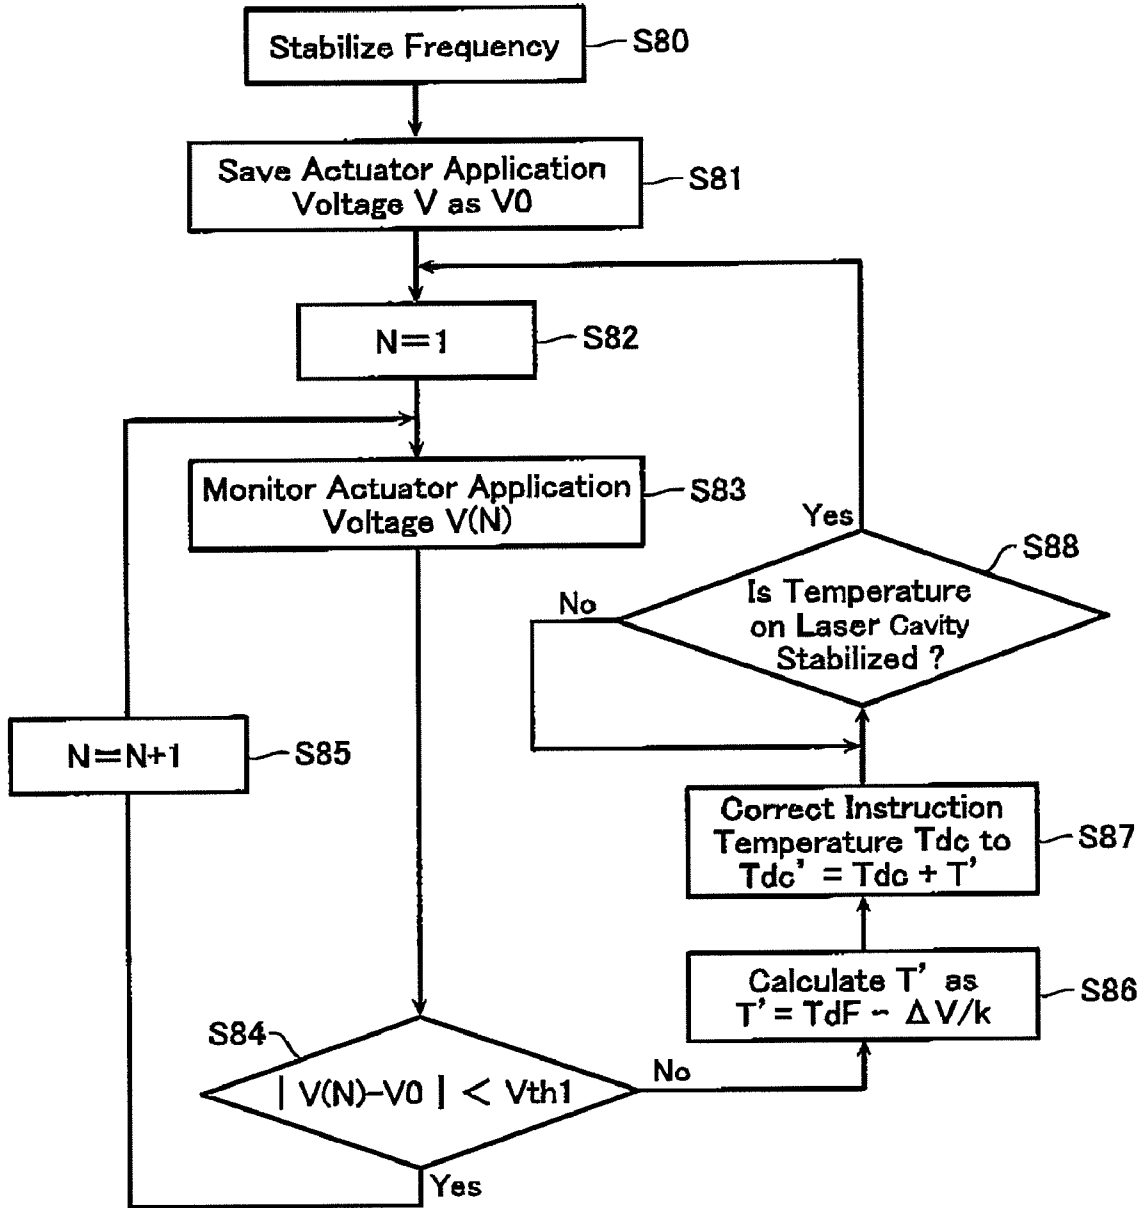 Stabilize Frequency
S80
Save Actuator Application
Voltage V as V0
S81
N=1
S82
Monitor Actuator Application
Voltage V(N)
S83
| V(N)-V0 | < Vth1
S84
Yes
No
N=N+1
S85
Calculate T' as
T' = TdF - ΔV/k
S86
Correct Instruction
Temperature Tdc to
Tdc' = Tdc + T'
S87
Is Temperature
on Laser Cavity
Stabilized ?
S88
No
Yes